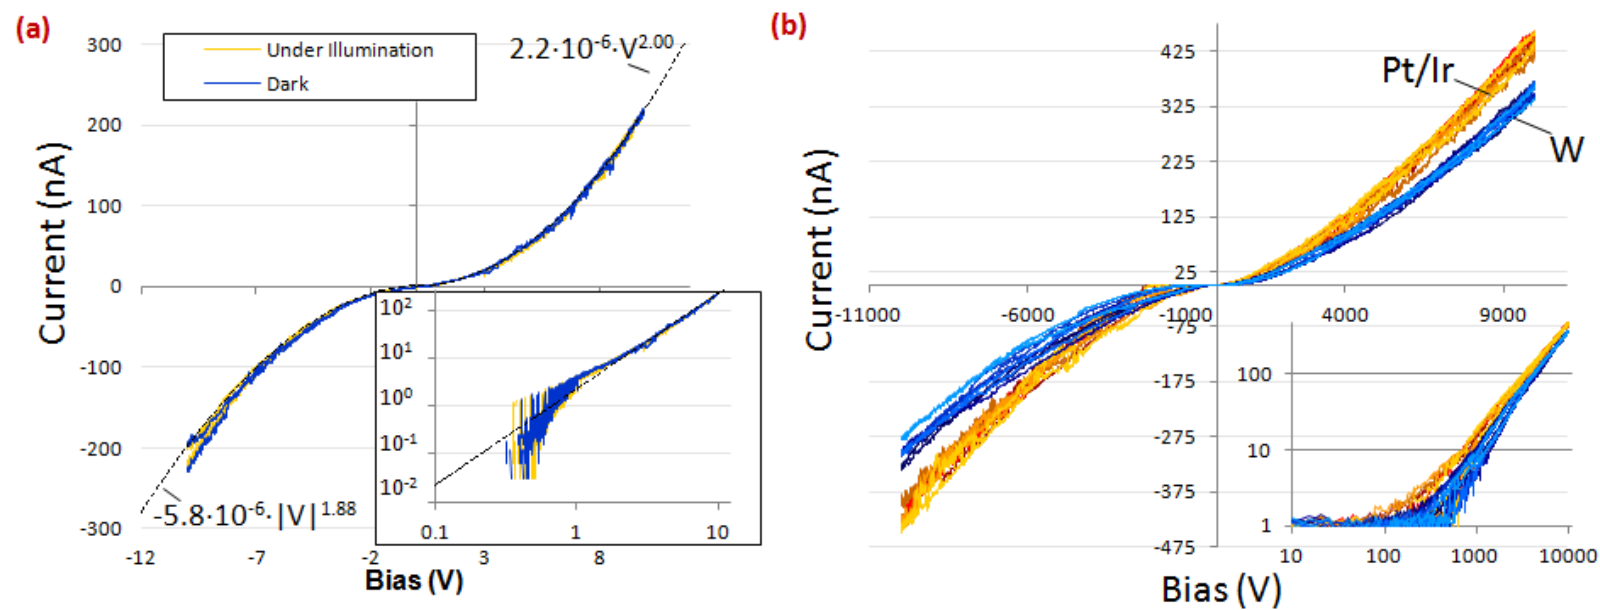 (a)
300
200
100
0
-100
-200
-300
Current (nA)
Under Illumination
Dark
2.2·10-6·V2.00
-5.8·10-6·|V|1.88
102
101
100
10-1
10-2
0.1 1 10
-12 -7 -2 3 8
Bias (V)
(b)
425
325
225
125
25
-75
-175
-275
-375
-475
Current (nA)
Pt/Ir
W
-11000 -6000 -1000 4000 9000
100
10
1
10 100 1000 10000
Bias (V)